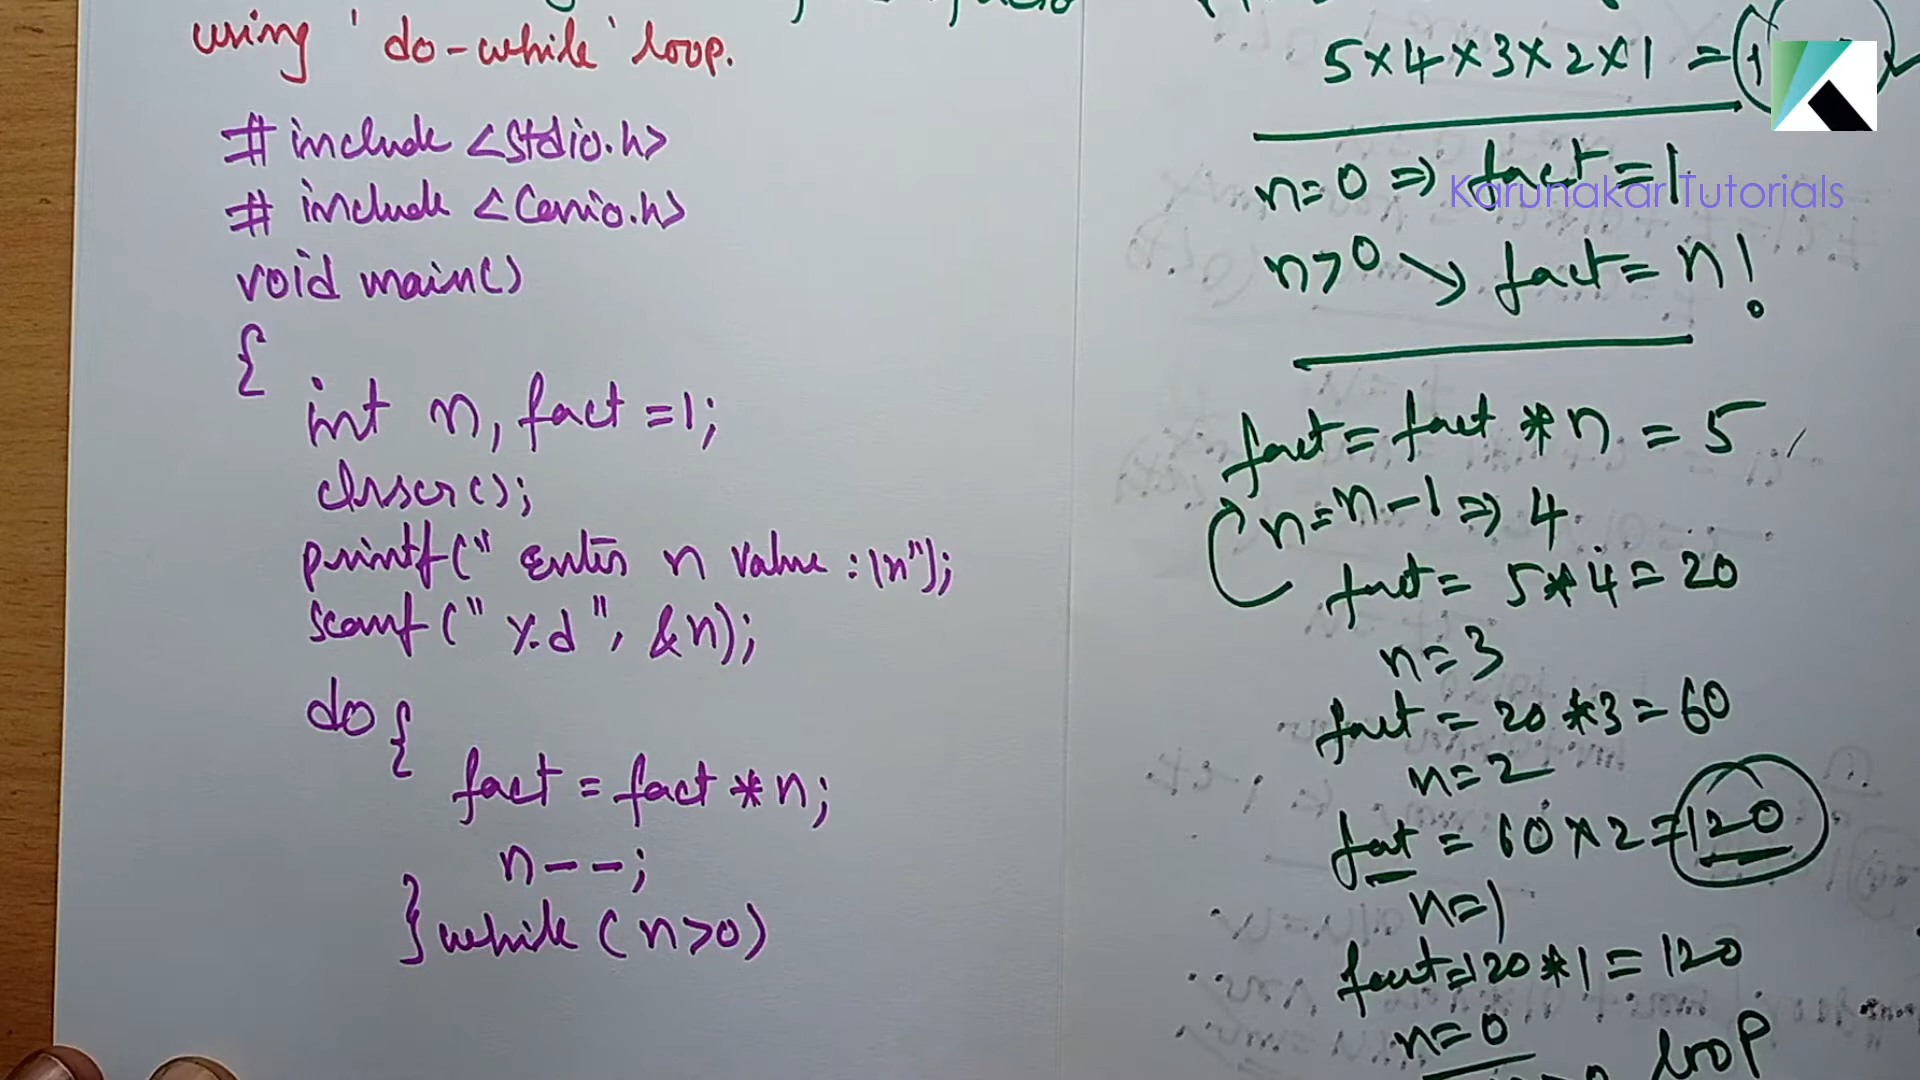 using 'do-while' loop.
# include <stdio.h>
# include <Conio.h>
void main()
{
int n, fact =1;
clrscr();
printf(" Enter n value :\n");
scanf("%d", &n);
do {
fact = fact * n;
n--;
} while (n>0)
5×4×3×2×1 =
n=0 ⇒ fact=1
n>0 ↘ fact= n!
fact=fact *n = 5
n=n-1 ⇒ 4
fact= 5*4=20
n=3
fact = 20 *3=60
n=2
fat = 60×2=120
n=1
fact=120*1=120
n=0
loop
Karunakar Tutorials